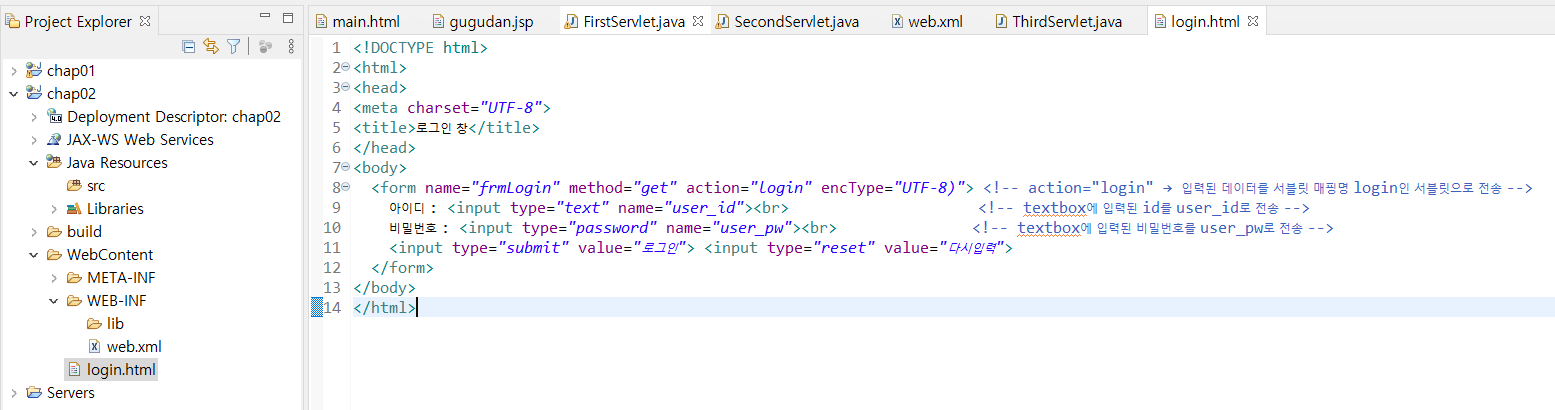 Project Explorer
chap01
chap02
Deployment Descriptor: chap02
JAX-WS Web Services
Java Resources
src
Libraries
build
WebContent
META-INF
WEB-INF
lib
web.xml
login.html
Servers
main.html gugudan.jsp FirstServlet.java SecondServlet.java web.xml ThirdServlet.java login.html
1 <!DOCTYPE html>
2 <html>
3 <head>
4 <meta charset="UTF-8">
5 <title>로그인 창</title>
6 </head>
7 <body>
8 <form name="frmLogin" method="get" action="login" encType="UTF-8)"> <!-- action="login" → 입력된 데이터를 서블릿 매핑명 login인 서블릿으로 전송 -->
9 아이디 : <input type="text" name="user_id"><br> <!-- textbox에 입력된 id를 user_id로 전송 -->
10 비밀번호 : <input type="password" name="user_pw"><br> <!-- textbox에 입력된 비밀번호를 user_pw로 전송 -->
11 <input type="submit" value="로그인"> <input type="reset" value="다시입력">
12 </form>
13 </body>
14 </html>